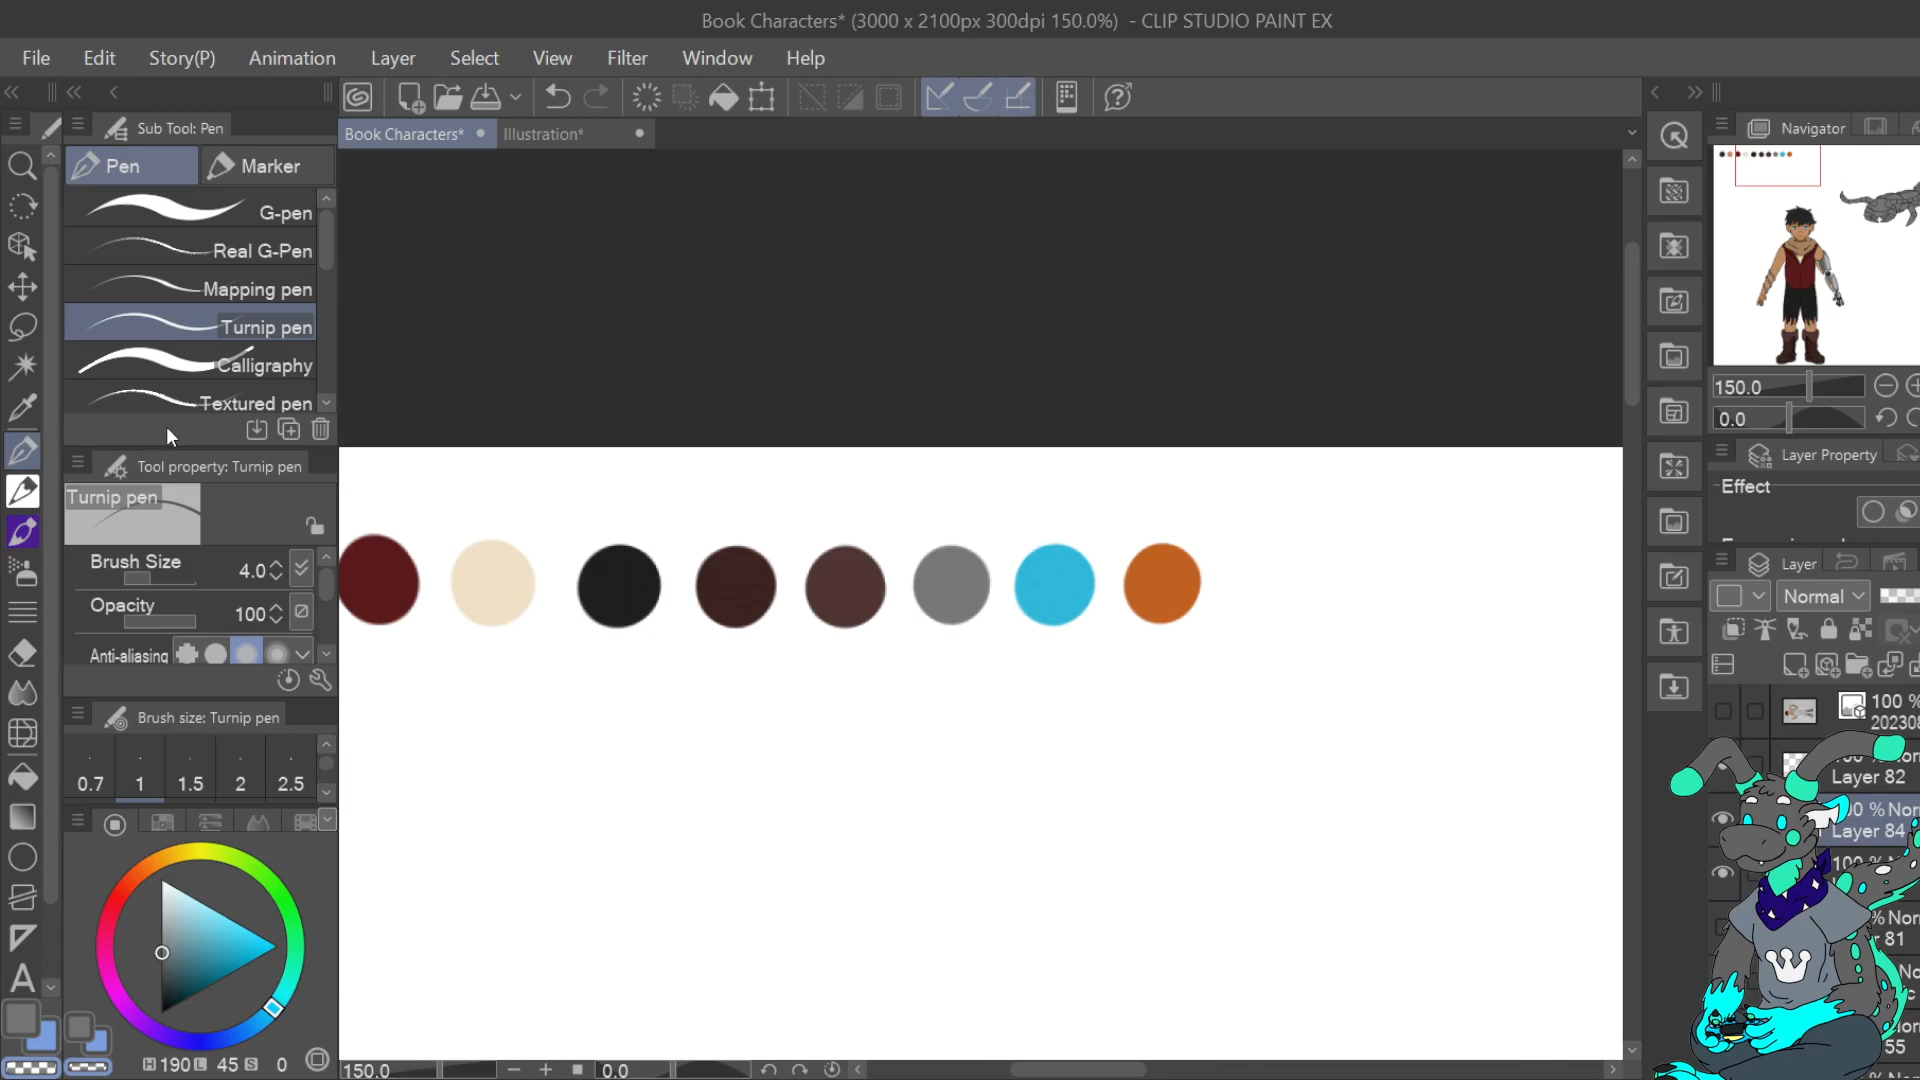 Book Characters* (3000 x 2100px 300dpi 150.0%) - CLIP STUDIO PAINT EX
File Edit Story(P) Animation Layer Select View Filter Window Help
Sub Tool: Pen
Book Characters* Illustration*
Navigator
Pen Marker
G-pen
Real G-Pen
Mapping pen
Turnip pen
Calligraphy
Textured pen
150.0
0.0
Tool property: Turnip pen
Layer Property
Turnip pen
Effect
Brush Size 4.0
Opacity 100
Anti-aliasing
Layer
Normal
Brush size: Turnip pen
0.7 1 1.5 2 2.5
100 %
Layer 82
Layer 84
100 %
81
55
H 190 L 45 S 0
150.0 0.0